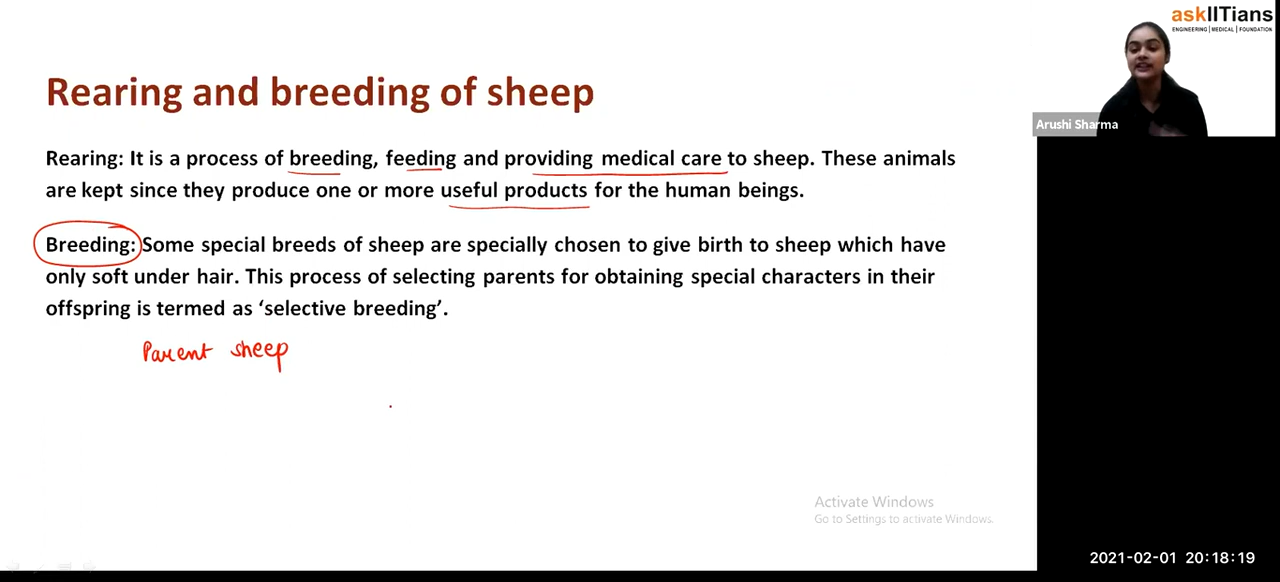 askIITians
ENGINEERING | MEDICAL | FOUNDATION
Rearing and breeding of sheep
Arushi Sharma
Rearing: It is a process of breeding, feeding and providing medical care to sheep. These animals
are kept since they produce one or more useful products for the human beings.
Breeding: Some special breeds of sheep are specially chosen to give birth to sheep which have
only soft under hair. This process of selecting parents for obtaining special characters in their
offspring is termed as ‘selective breeding’.
Parent sheep
Activate Windows
Go to Settings to activate Windows.
2021-02-01 20:18:19